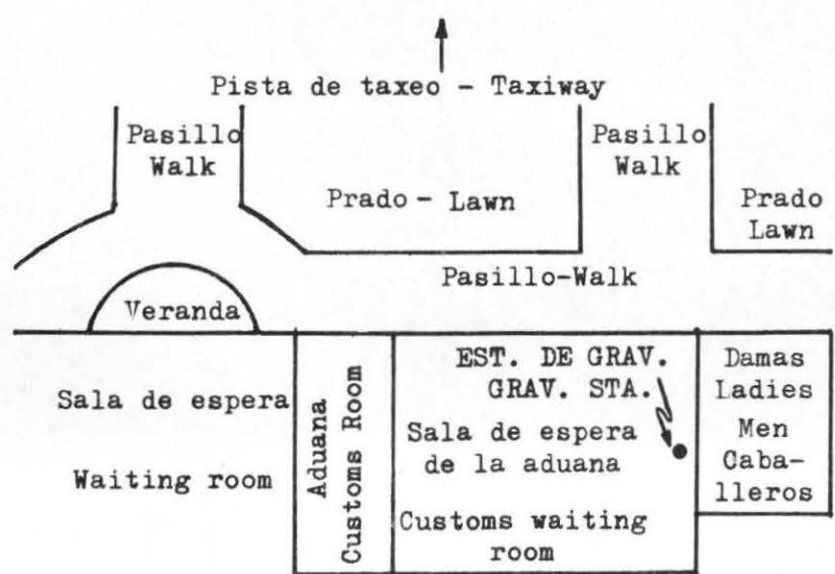 Pista de taxeo - Taxiway
Pasillo
Walk
Prado - Lawn
Pasillo
Walk
Prado
Lawn
Pasillo-Walk
Veranda
Sala de espera
Waiting room
Aduana
Customs Room
EST. DE GRAV.
GRAV. STA.
Sala de espera
de la aduana
Customs waiting
room
Damas
Ladies
Men
Caba-
lleros